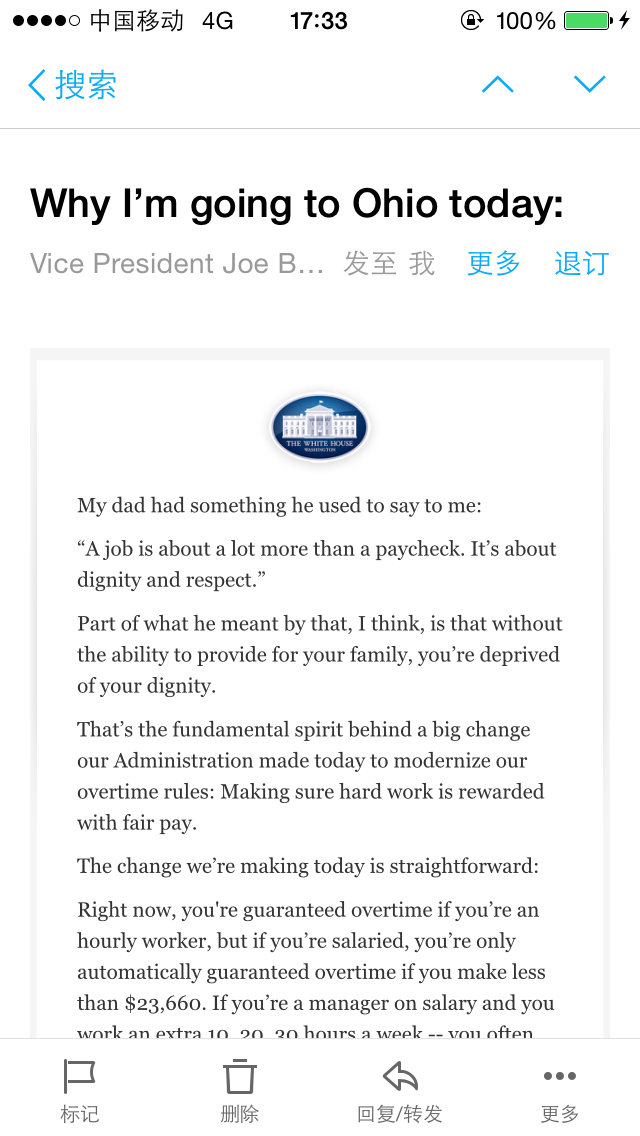 中国移动 4G 17:33 100%
搜索
Why I’m going to Ohio today:
Vice President Joe B... 发至 我 更多 退订
THE WHITE HOUSE
WASHINGTON
My dad had something he used to say to me:
“A job is about a lot more than a paycheck. It’s about
dignity and respect.”
Part of what he meant by that, I think, is that without
the ability to provide for your family, you’re deprived
of your dignity.
That’s the fundamental spirit behind a big change
our Administration made today to modernize our
overtime rules: Making sure hard work is rewarded
with fair pay.
The change we’re making today is straightforward:
Right now, you're guaranteed overtime if you’re an
hourly worker, but if you’re salaried, you’re only
automatically guaranteed overtime if you make less
than $23,660. If you’re a manager on salary and you
work an extra 10, 20, 30 hours a week -- you often
标记 删除 回复/转发 更多